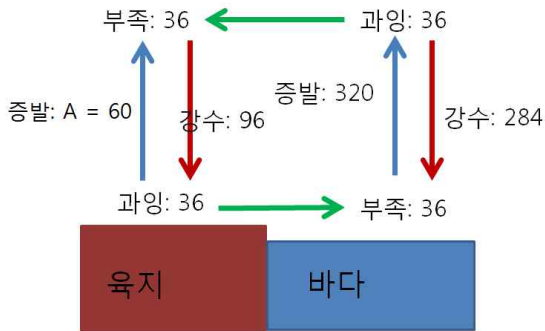 부족: 36
과잉: 36
증발: A = 60
강수: 96
증발: 320
강수: 284
과잉: 36
부족: 36
육지
바다